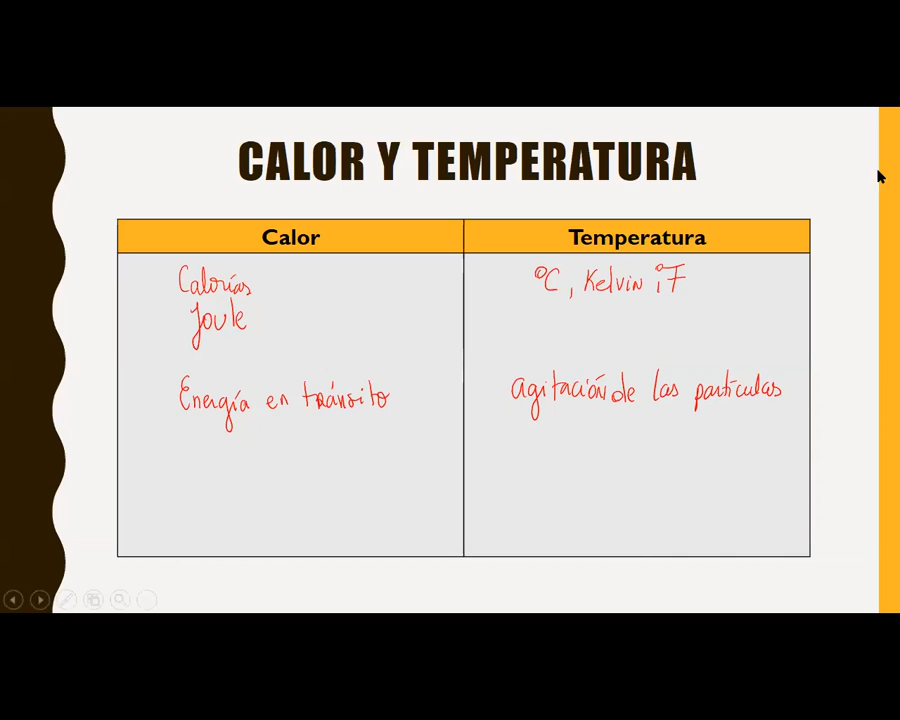 CALOR Y TEMPERATURA
Calor
Temperatura
Calorías
Joule
°C, Kelvin, °F
Energía en tránsito
agitación de las partículas